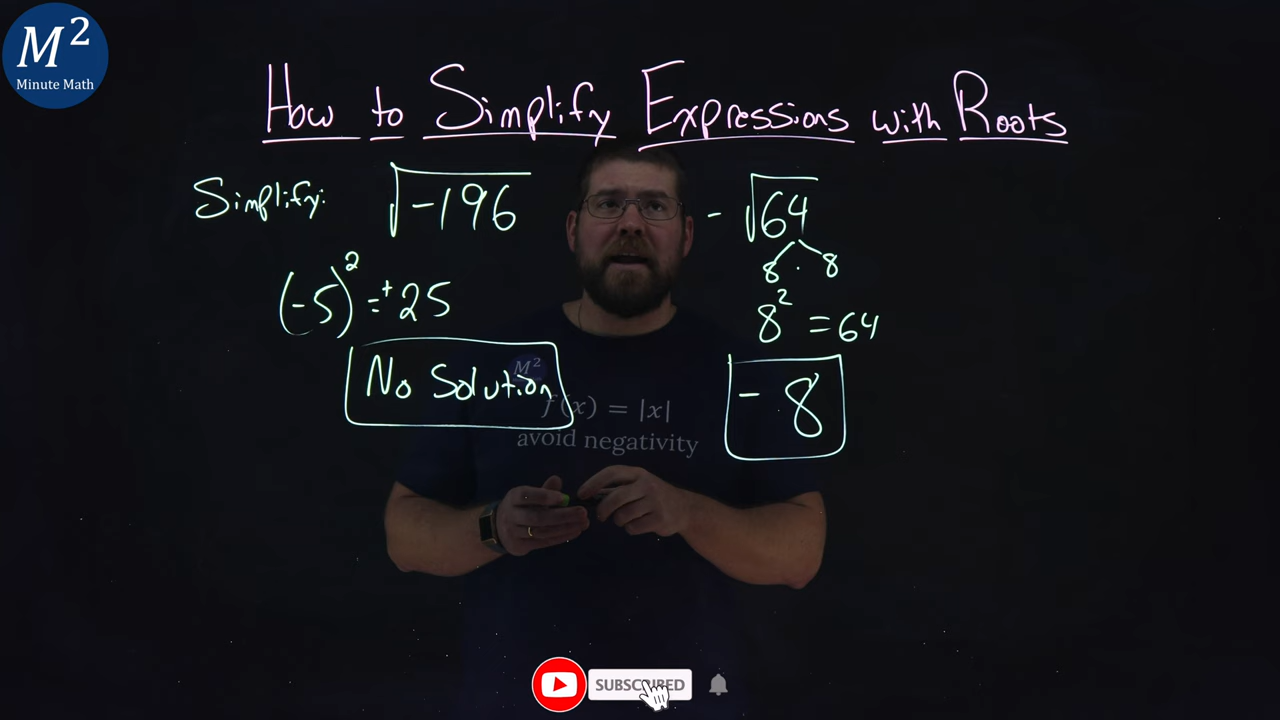 M²
Minute Math
How to Simplify Expressions with Roots
Simplify: √-196 - √64
8 · 8
(-5)² = +25
8² = 64
No Solution
- 8
M²
f(x) = |x|
avoid negativity
SUBSCRIBED